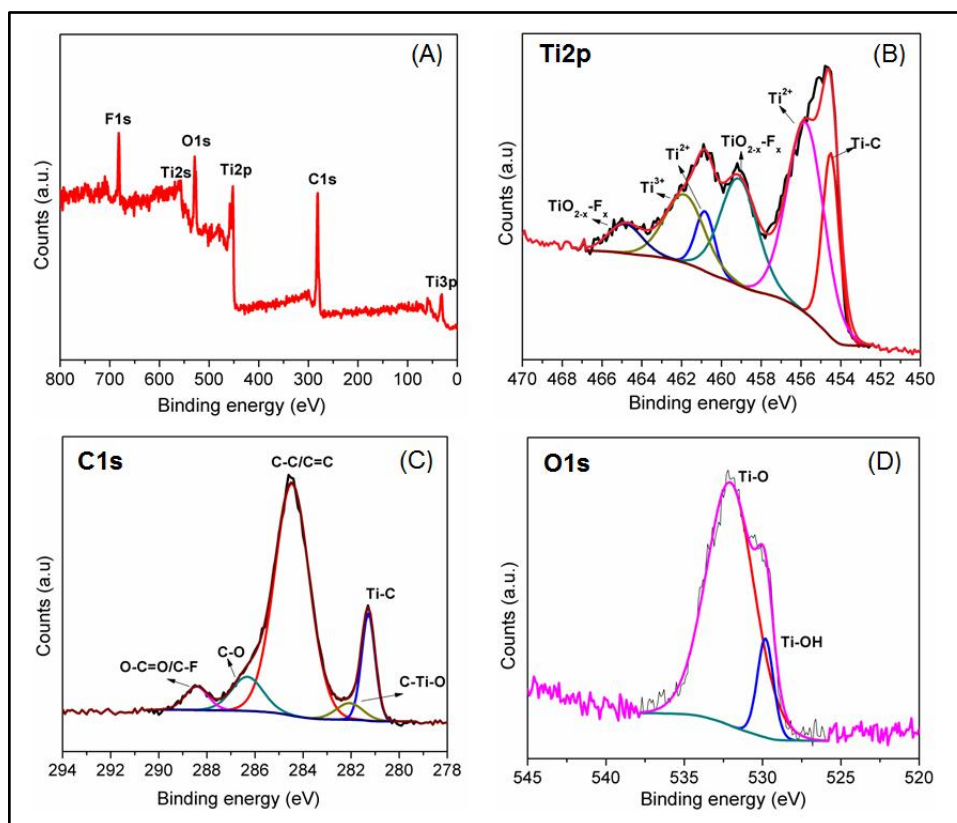 (A)
F1s
O1s
Ti2s
Ti2p
C1s
Ti3p
Counts (a.u)
800 700 600 500 400 300 200 100 0
Binding energy (eV)
Ti2p
(B)
Ti²⁺
Ti-C
TiO₂₋ₓ-Fₓ
Ti²⁺
Ti³⁺
TiO₂₋ₓ-Fₓ
Counts (a.u.)
470 468 466 464 462 460 458 456 454 452 450
Binding energy (eV)
C1s
(C)
C-C/C=C
Ti-C
C-O
O-C=O/C-F
C-Ti-O
Counts (a.u)
294 292 290 288 286 284 282 280 278
Binding energy (eV)
O1s
(D)
Ti-O
Ti-OH
Counts (a.u.)
545 540 535 530 525 520
Binding energy (eV)